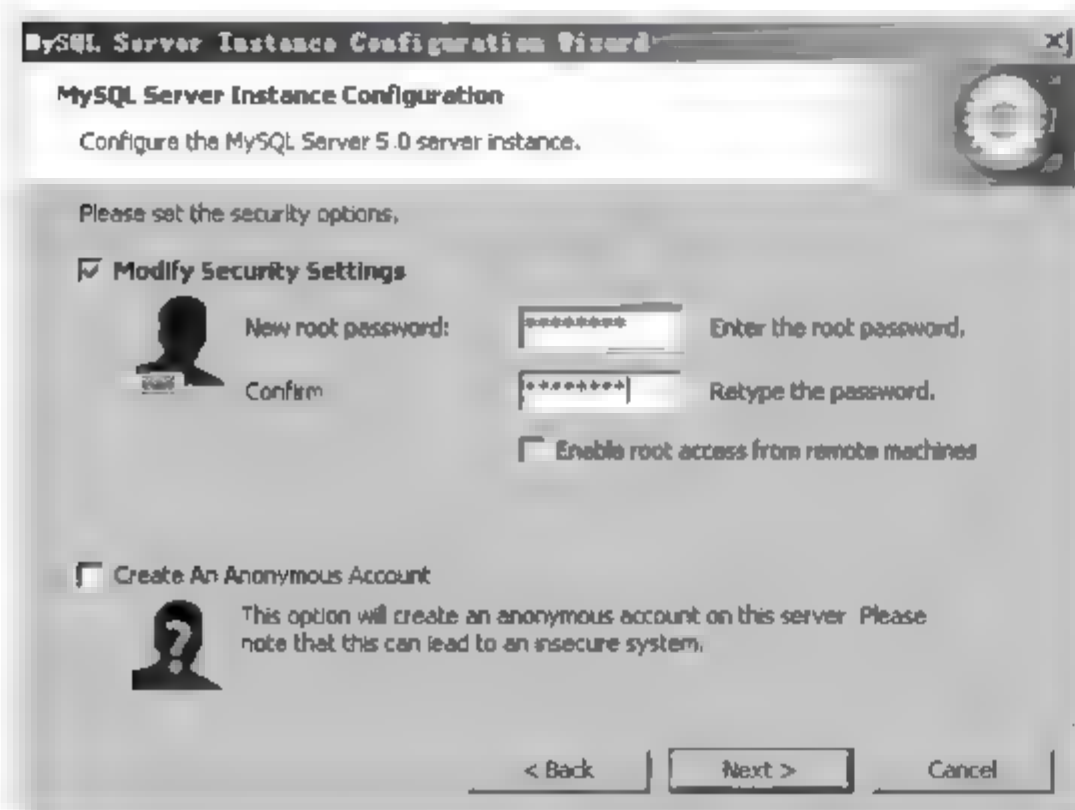 MySQL Server Instance Configuration Wizard
MySQL Server Instance Configuration
Configure the MySQL Server 5.0 server instance.
Please set the security options.
Modify Security Settings
New root password: ******** Enter the root password.
Confirm ******** Retype the password.
Enable root access from remote machines
Create An Anonymous Account
This option will create an anonymous account on this server Please
note that this can lead to an insecure system.
< Back Next > Cancel